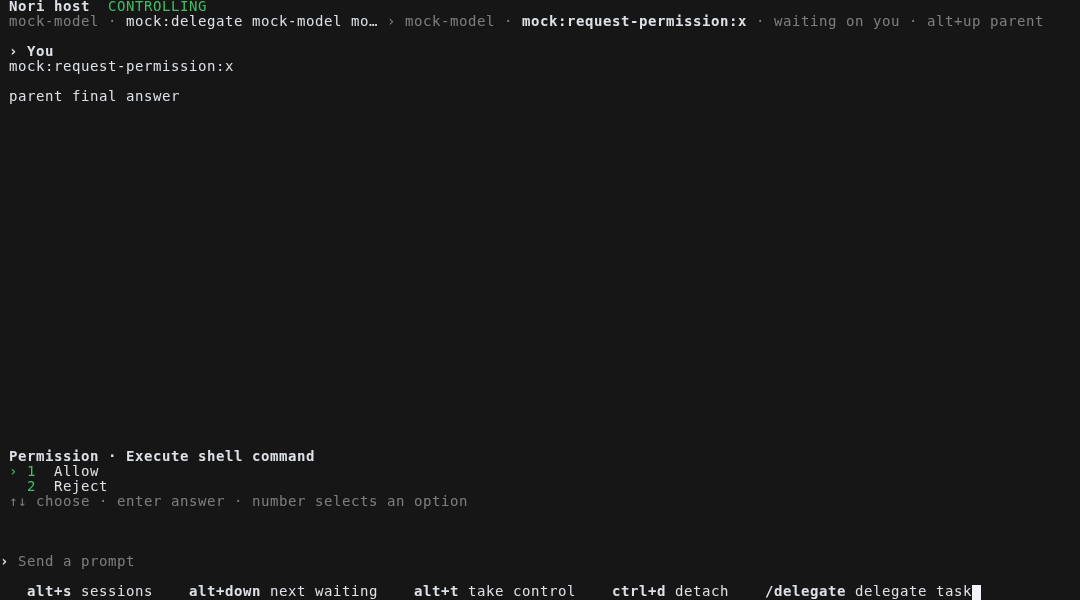 Nori host  CONTROLLING
mock-model · mock:delegate mock-model mo… › mock-model · mock:request-permission:x · waiting on you · alt+up parent
› You
mock:request-permission:x
parent final answer
Permission · Execute shell command
› 1  Allow
2  Reject
↑↓ choose · enter answer · number selects an option
› Send a prompt
alt+s sessions    alt+down next waiting    alt+t take control    ctrl+d detach    /delegate delegate task